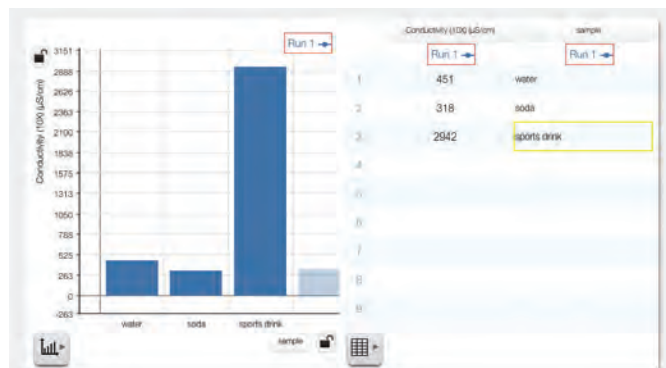 Conductivity (10X) (µS/cm)
sample
Run 1
Run 1
Run 1
3151
2888
2626
2363
2100
1838
1575
1313
1050
788
525
263
0
-263
Conductivity (10X) (µS/cm)
water
soda
sports drink
sample
1 451 water
2 318 soda
3 2942 sports drink
4
5
6
7
8
9